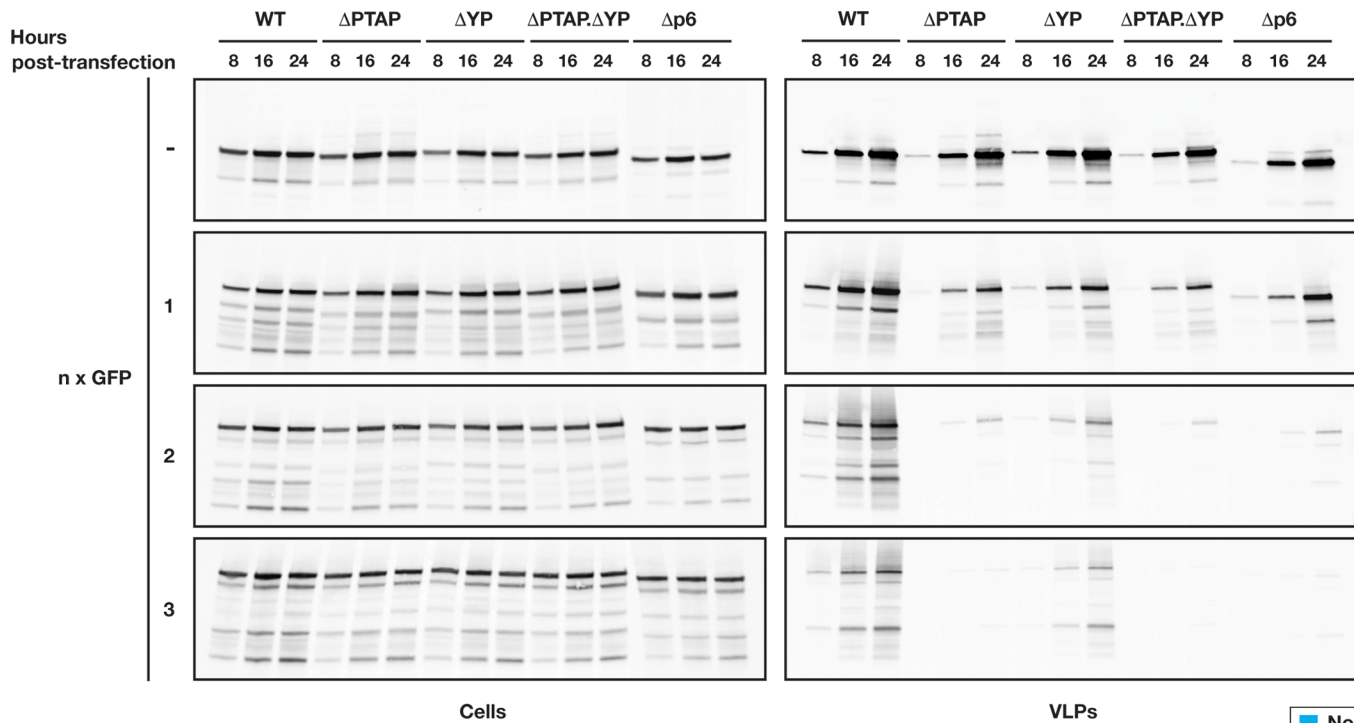 WT ΔPTAP ΔYP ΔPTAP.ΔYP Δp6 WT ΔPTAP ΔYP ΔPTAP.ΔYP Δp6
Hours
post-transfection 8 16 24 8 16 24 8 16 24 8 16 24 8 16 24 8 16 24 8 16 24 8 16 24 8 16 24 8 16 24
-
1
n x GFP
2
3
Cells VLPs